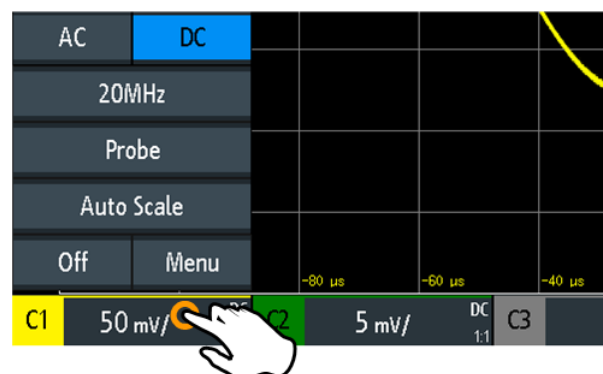 AC DC
20MHz
Probe
Auto Scale
Off Menu
-80 µs -60 µs -40 µs
C1 50 mV/ C2 5 mV/ DC C3
1:1